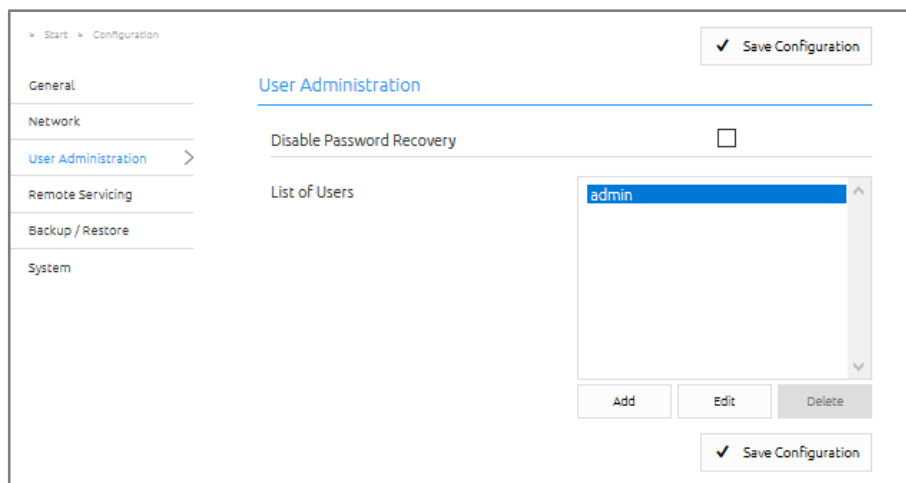 » Start » Configuration
✔ Save Configuration
General
Network
User Administration
Remote Servicing
Backup / Restore
System
User Administration
Disable Password Recovery
List of Users
admin
Add Edit Delete
✔ Save Configuration